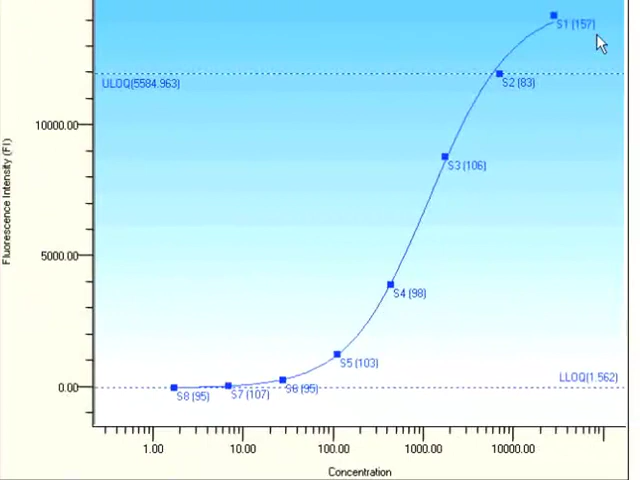 S1 (157)
ULOQ(5584.963)
S2 (83)
10000.00
S3 (106)
Fluorescence Intensity (FI)
5000.00
S4 (98)
S5 (103)
LLOQ(1.562)
0.00
S6 (95)
S7 (107)
S8 (95)
1.00
10.00
100.00
1000.00
10000.00
Concentration